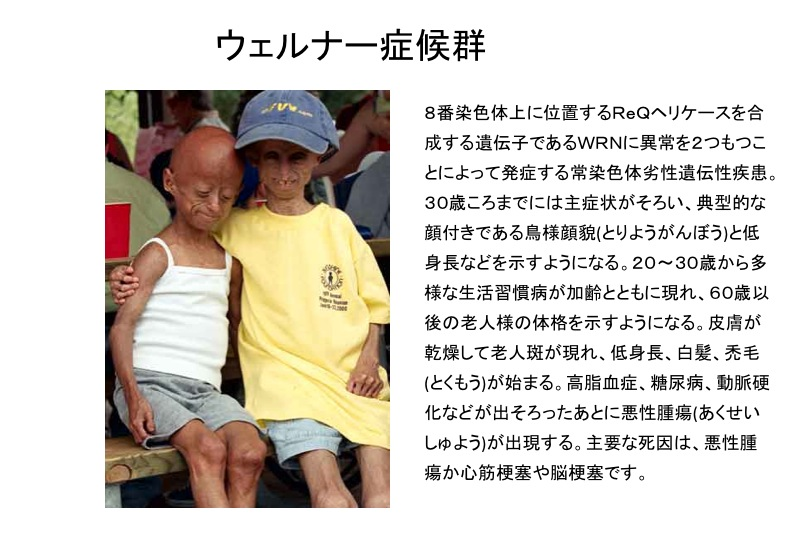 ウェルナー症候群
8番染色体上に位置するReQヘリケースを合
成する遺伝子であるWRNに異常を2つもつこ
とによって発症する常染色体劣性遺伝性疾患。
30歳ころまでには主症状がそろい、典型的な
顔付きである鳥様顔貌(とりようがんぼう)と低
身長などを示すようになる。20～30歳から多
様な生活習慣病が加齢とともに現れ、60歳以
後の老人様の体格を示すようになる。皮膚が
乾燥して老人斑が現れ、低身長、白髪、禿毛
(とくもう)が始まる。高脂血症、糖尿病、動脈硬
化などが出そろったあとに悪性腫瘍(あくせい
しゅよう)が出現する。主要な死因は、悪性腫
瘍か心筋梗塞や脳梗塞です。